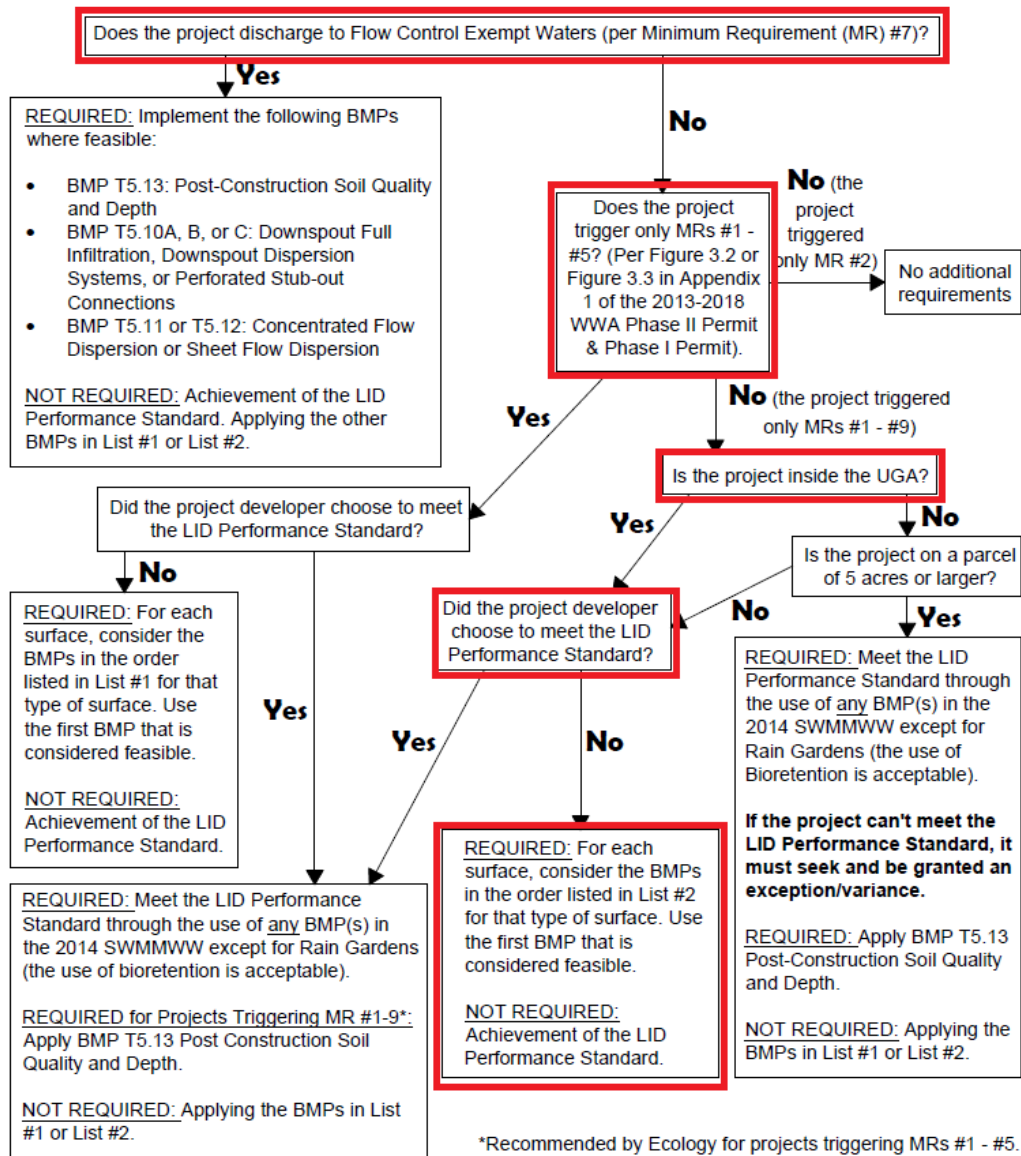 Does the project discharge to Flow Control Exempt Waters (per Minimum Requirement (MR) #7)?
Yes
No
REQUIRED: Implement the following BMPs
where feasible:
• BMP T5.13: Post-Construction Soil Quality
and Depth
• BMP T5.10A, B, or C: Downspout Full
Infiltration, Downspout Dispersion
Systems, or Perforated Stub-out
Connections
• BMP T5.11 or T5.12: Concentrated Flow
Dispersion or Sheet Flow Dispersion
NOT REQUIRED: Achievement of the LID
Performance Standard. Applying the other
BMPs in List #1 or List #2.
Does the project
trigger only MRs #1 -
#5? (Per Figure 3.2 or
Figure 3.3 in Appendix
1 of the 2013-2018
WWA Phase II Permit
& Phase I Permit).
No (the
project
triggered
only MR #2)
No additional
requirements
Yes
No (the project triggered
only MRs #1 - #9)
Is the project inside the UGA?
Did the project developer choose to meet
the LID Performance Standard?
Yes
No
Is the project on a parcel
of 5 acres or larger?
No
REQUIRED: For each
surface, consider the
BMPs in the order
listed in List #1 for that
type of surface. Use
the first BMP that is
considered feasible.
NOT REQUIRED:
Achievement of the LID
Performance Standard.
Yes
Did the project developer
choose to meet the LID
Performance Standard?
No
Yes
Yes
No
REQUIRED: Meet the LID
Performance Standard through
the use of any BMP(s) in the
2014 SWMMWW except for
Rain Gardens (the use of
Bioretention is acceptable).
If the project can't meet the
LID Performance Standard, it
must seek and be granted an
exception/variance.
REQUIRED: Apply BMP T5.13
Post-Construction Soil Quality
and Depth.
NOT REQUIRED: Applying the
BMPs in List #1 or List #2.
REQUIRED: Meet the LID Performance
Standard through the use of any BMP(s) in
the 2014 SWMMWW except for Rain Gardens
(the use of bioretention is acceptable).
REQUIRED for Projects Triggering MR #1-9*:
Apply BMP T5.13 Post Construction Soil
Quality and Depth.
NOT REQUIRED: Applying the BMPs in List
#1 or List #2.
REQUIRED: For each
surface, consider the BMPs
in the order listed in List #2
for that type of surface. Use
the first BMP that is
considered feasible.
NOT REQUIRED:
Achievement of the LID
Performance Standard.
*Recommended by Ecology for projects triggering MRs #1 - #5.